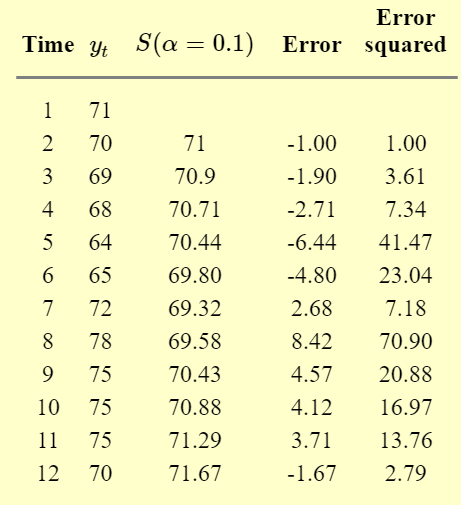 Error
Time yₜ S(α = 0.1) Error squared
1 71
2 70 71 -1.00 1.00
3 69 70.9 -1.90 3.61
4 68 70.71 -2.71 7.34
5 64 70.44 -6.44 41.47
6 65 69.80 -4.80 23.04
7 72 69.32 2.68 7.18
8 78 69.58 8.42 70.90
9 75 70.43 4.57 20.88
10 75 70.88 4.12 16.97
11 75 71.29 3.71 13.76
12 70 71.67 -1.67 2.79